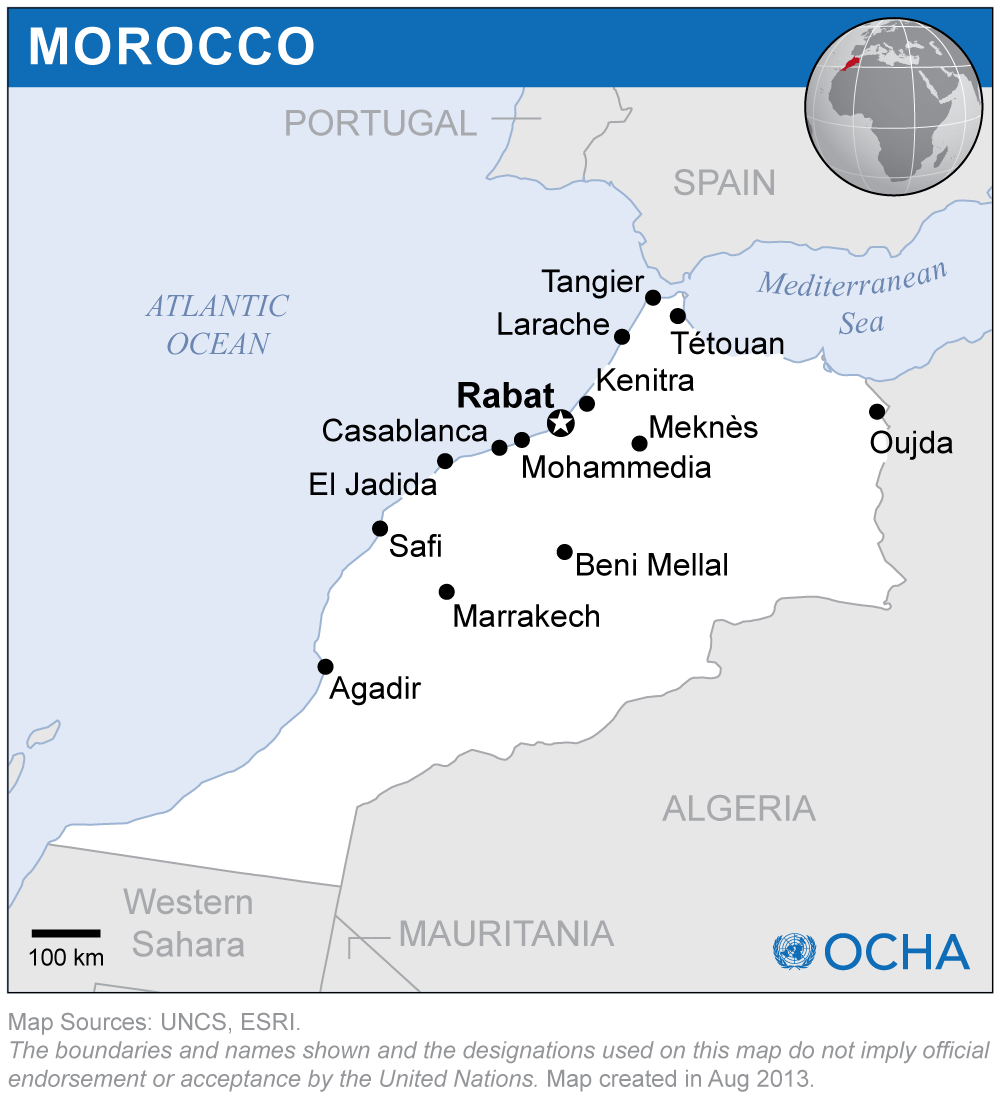 MOROCCO
PORTUGAL
SPAIN
ATLANTIC
OCEAN
Mediterranean
Sea
Tangier
Larache
Tétouan
Kenitra
Rabat
Casablanca
Meknès
Oujda
Mohammedia
El Jadida
Safi
Beni Mellal
Marrakech
Agadir
ALGERIA
Western
Sahara
MAURITANIA
100 km
OCHA
Map Sources: UNCS, ESRI.
The boundaries and names shown and the designations used on this map do not imply official
endorsement or acceptance by the United Nations. Map created in Aug 2013.